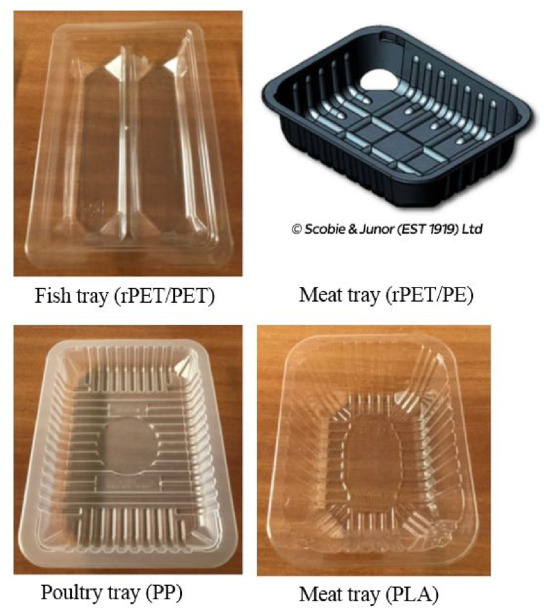 © Scobie & Junor (EST 1919) Ltd
Fish tray (rPET/PET)
Meat tray (rPET/PE)
Poultry tray (PP)
Meat tray (PLA)